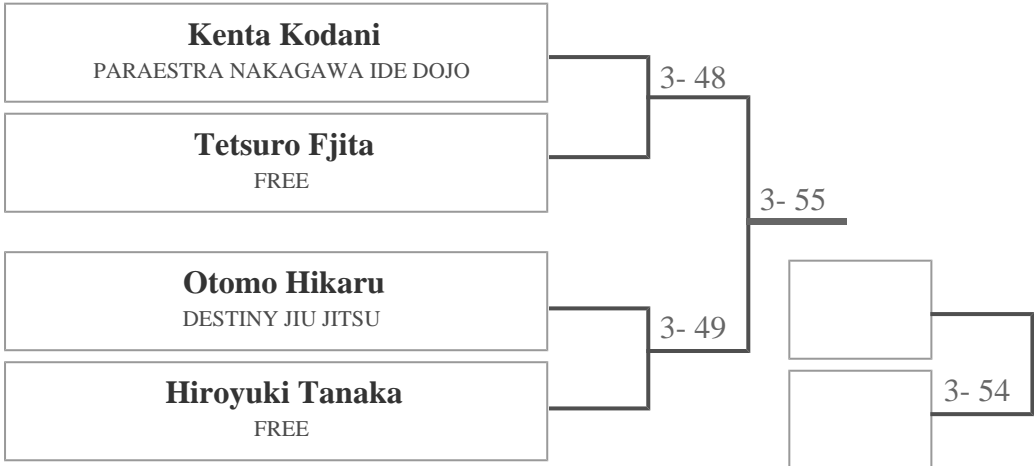 Kenta Kodani
PARAESTRA NAKAGAWA IDE DOJO
3- 48
Tetsuro Fjita
FREE
3- 55
Otomo Hikaru
DESTINY JIU JITSU
3- 49
Hiroyuki Tanaka
FREE
3- 54